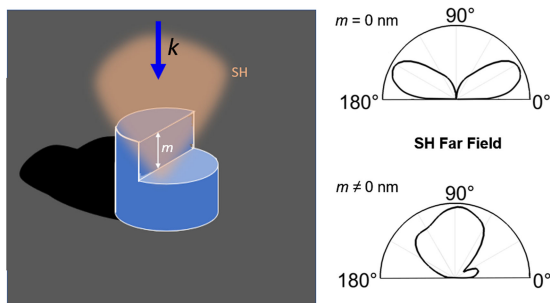 k
SH
m
m = 0 nm
90°
180°
0°
SH Far Field
m ≠ 0 nm
90°
180°
0°